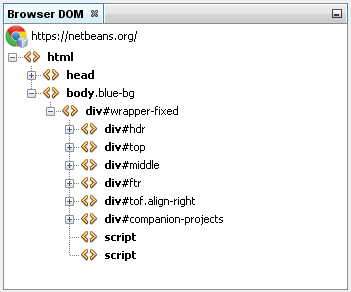 Browser DOM
https://netbeans.org/
html
head
body.blue-bg
div#wrapper-fixed
div#hdr
div#top
div#middle
div#ftr
div#tof.align-right
div#companion-projects
script
script